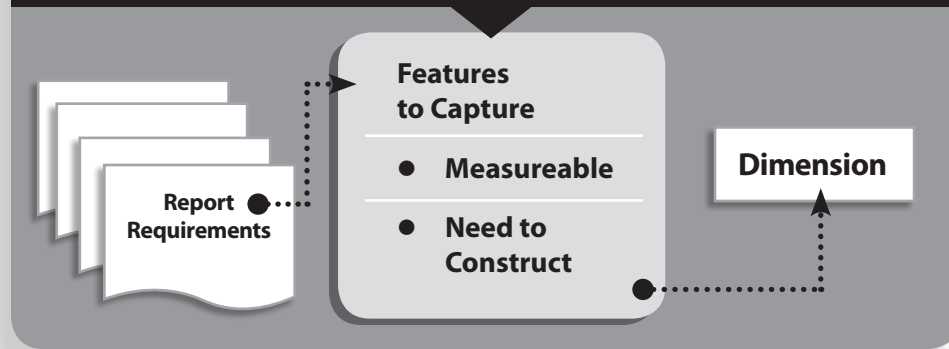 Report
Requirements
Features
to Capture
● Measureable
● Need to
Construct
Dimension